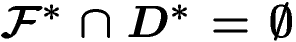 𝓕* ∩ D* = ∅